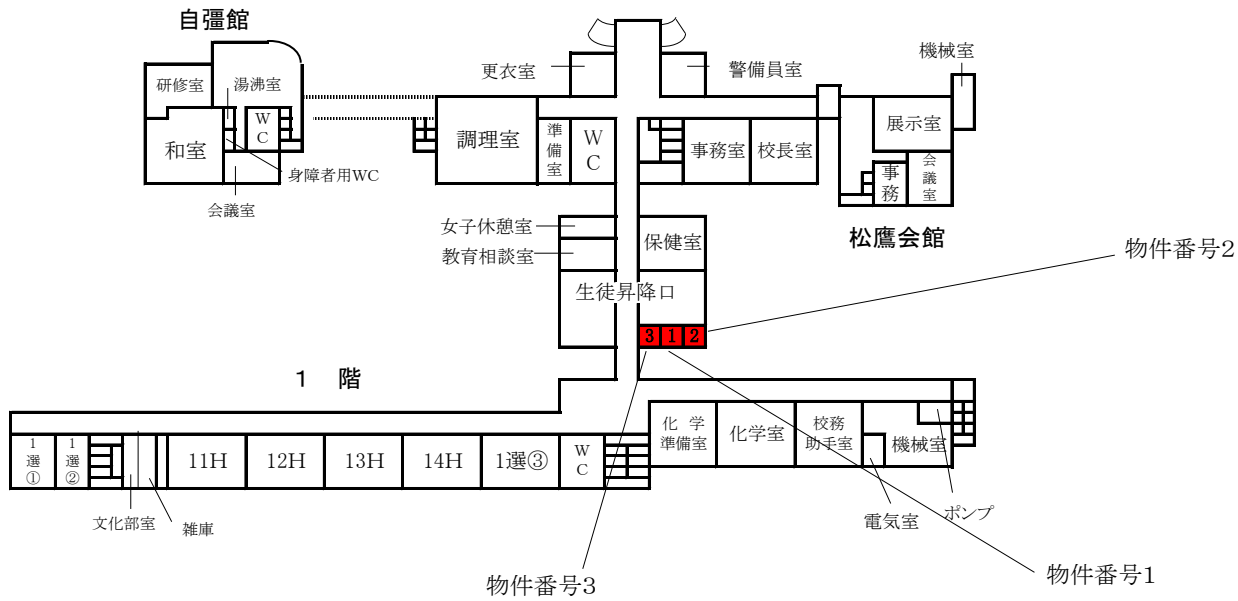 自彊館
機械室
更衣室
警備員室
研修室
湯沸室
WC
和室
身障者用WC
会議室
調理室
準備室
WC
事務室
校長室
展示室
事務
会議室
松鷹会館
女子休憩室
教育相談室
保健室
生徒昇降口
物件番号2
3
1
2
1 階
1選①
1選②
11H
12H
13H
14H
1選③
WC
化 学
準備室
化学室
校務
助手室
機械室
文化部室
雑庫
電気室
ポンプ
物件番号3
物件番号1